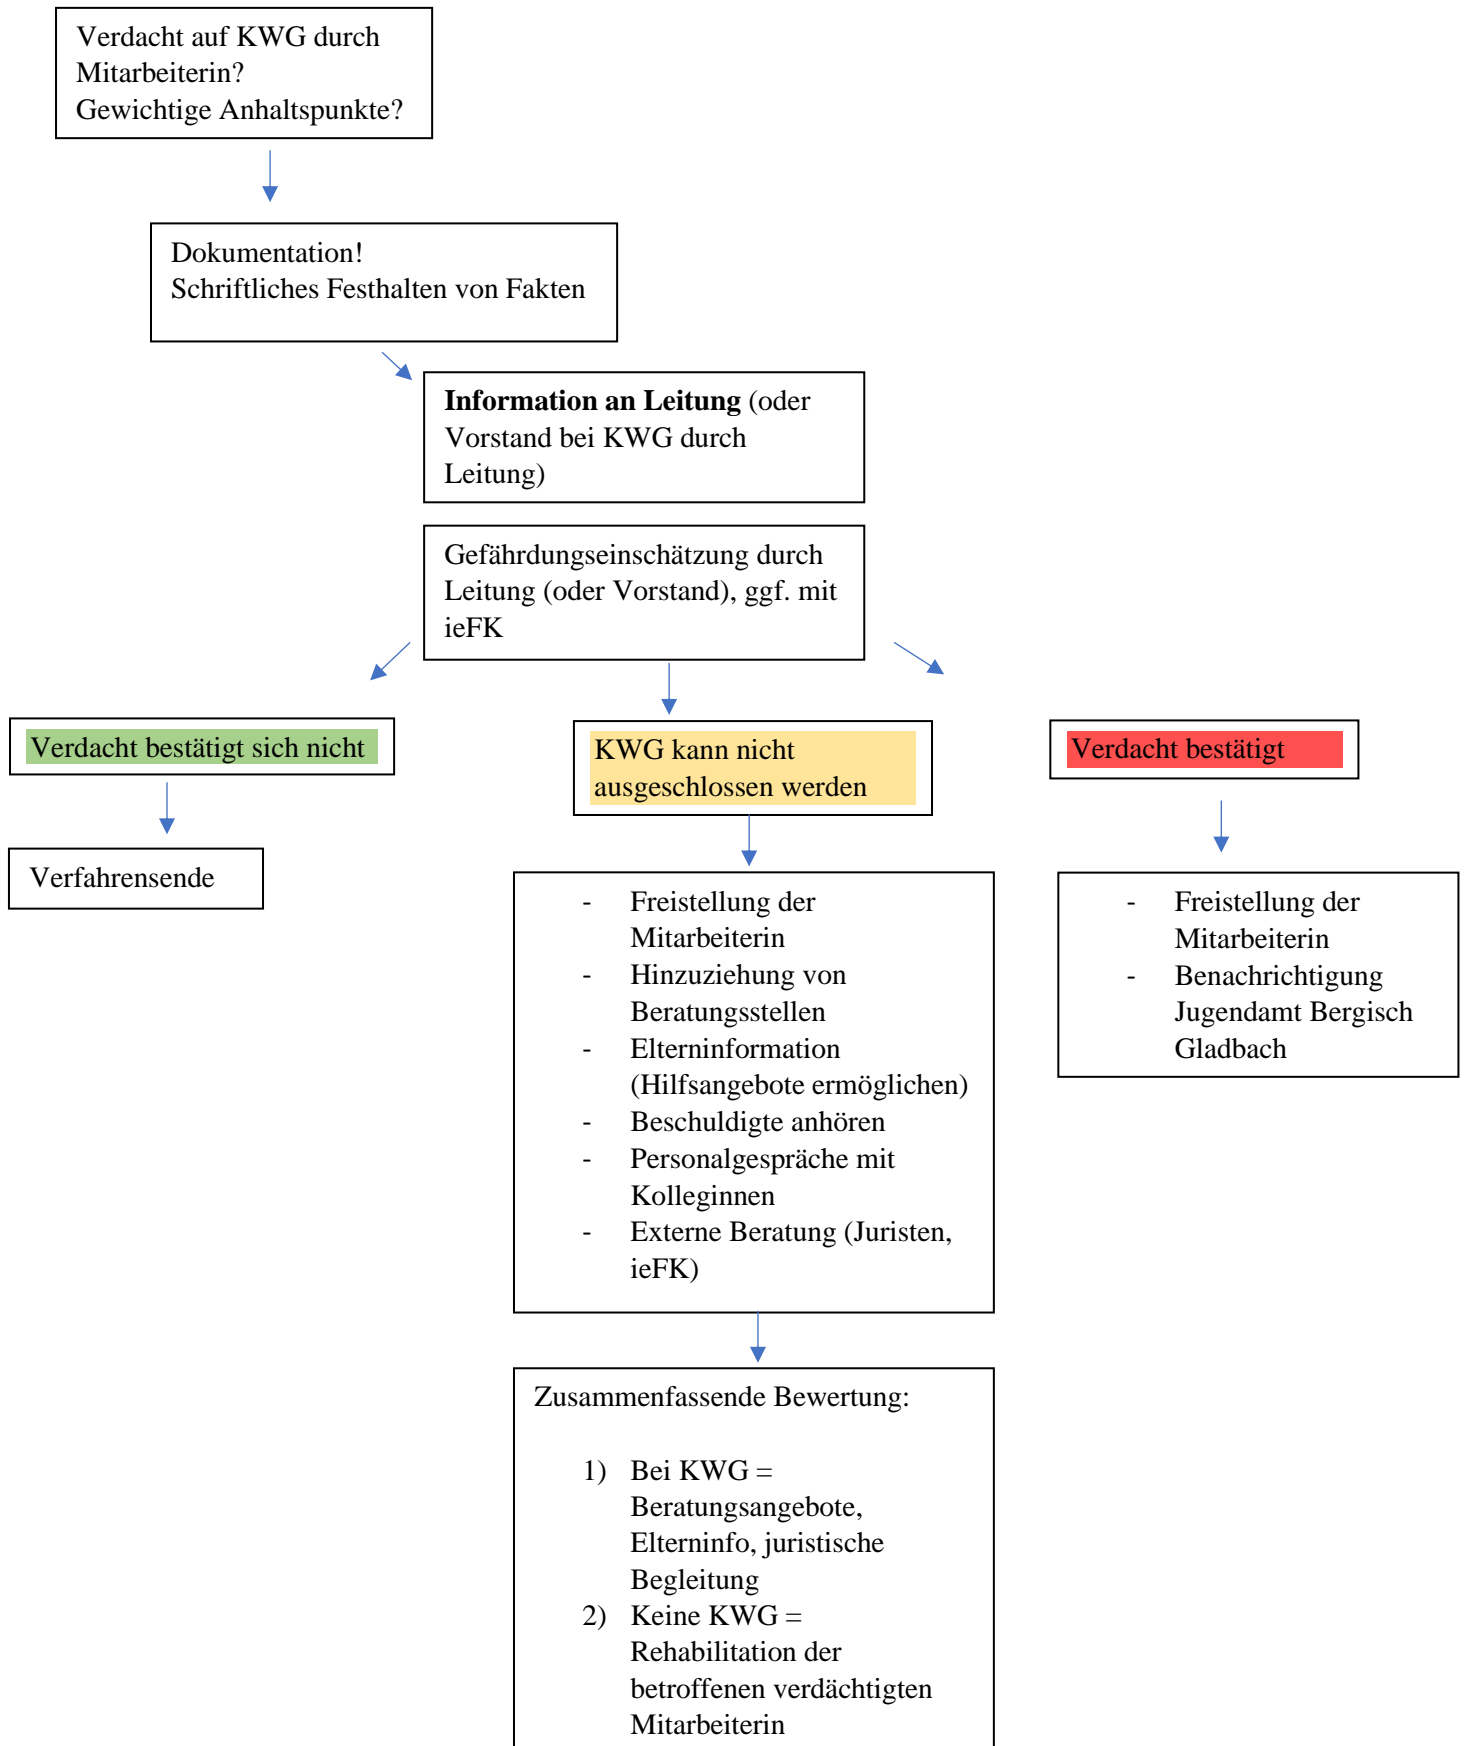 Verdacht auf KWG durch
Mitarbeiterin?
Gewichtige Anhaltspunkte?
Dokumentation!
Schriftliches Festhalten von Fakten
Information an Leitung (oder
Vorstand bei KWG durch
Leitung)
Gefährdungseinschätzung durch
Leitung (oder Vorstand), ggf. mit
ieFK
Verdacht bestätigt sich nicht
KWG kann nicht
ausgeschlossen werden
Verdacht bestätigt
Verfahrensende
- Freistellung der
Mitarbeiterin
- Hinzuziehung von
Beratungsstellen
- Elterninformation
(Hilfsangebote ermöglichen)
- Beschuldigte anhören
- Personalgespräche mit
Kolleginnen
- Externe Beratung (Juristen,
ieFK)
- Freistellung der
Mitarbeiterin
- Benachrichtigung
Jugendamt Bergisch
Gladbach
Zusammenfassende Bewertung:
1) Bei KWG =
Beratungsangebote,
Elterninfo, juristische
Begleitung
2) Keine KWG =
Rehabilitation der
betroffenen verdächtigten
Mitarbeiterin